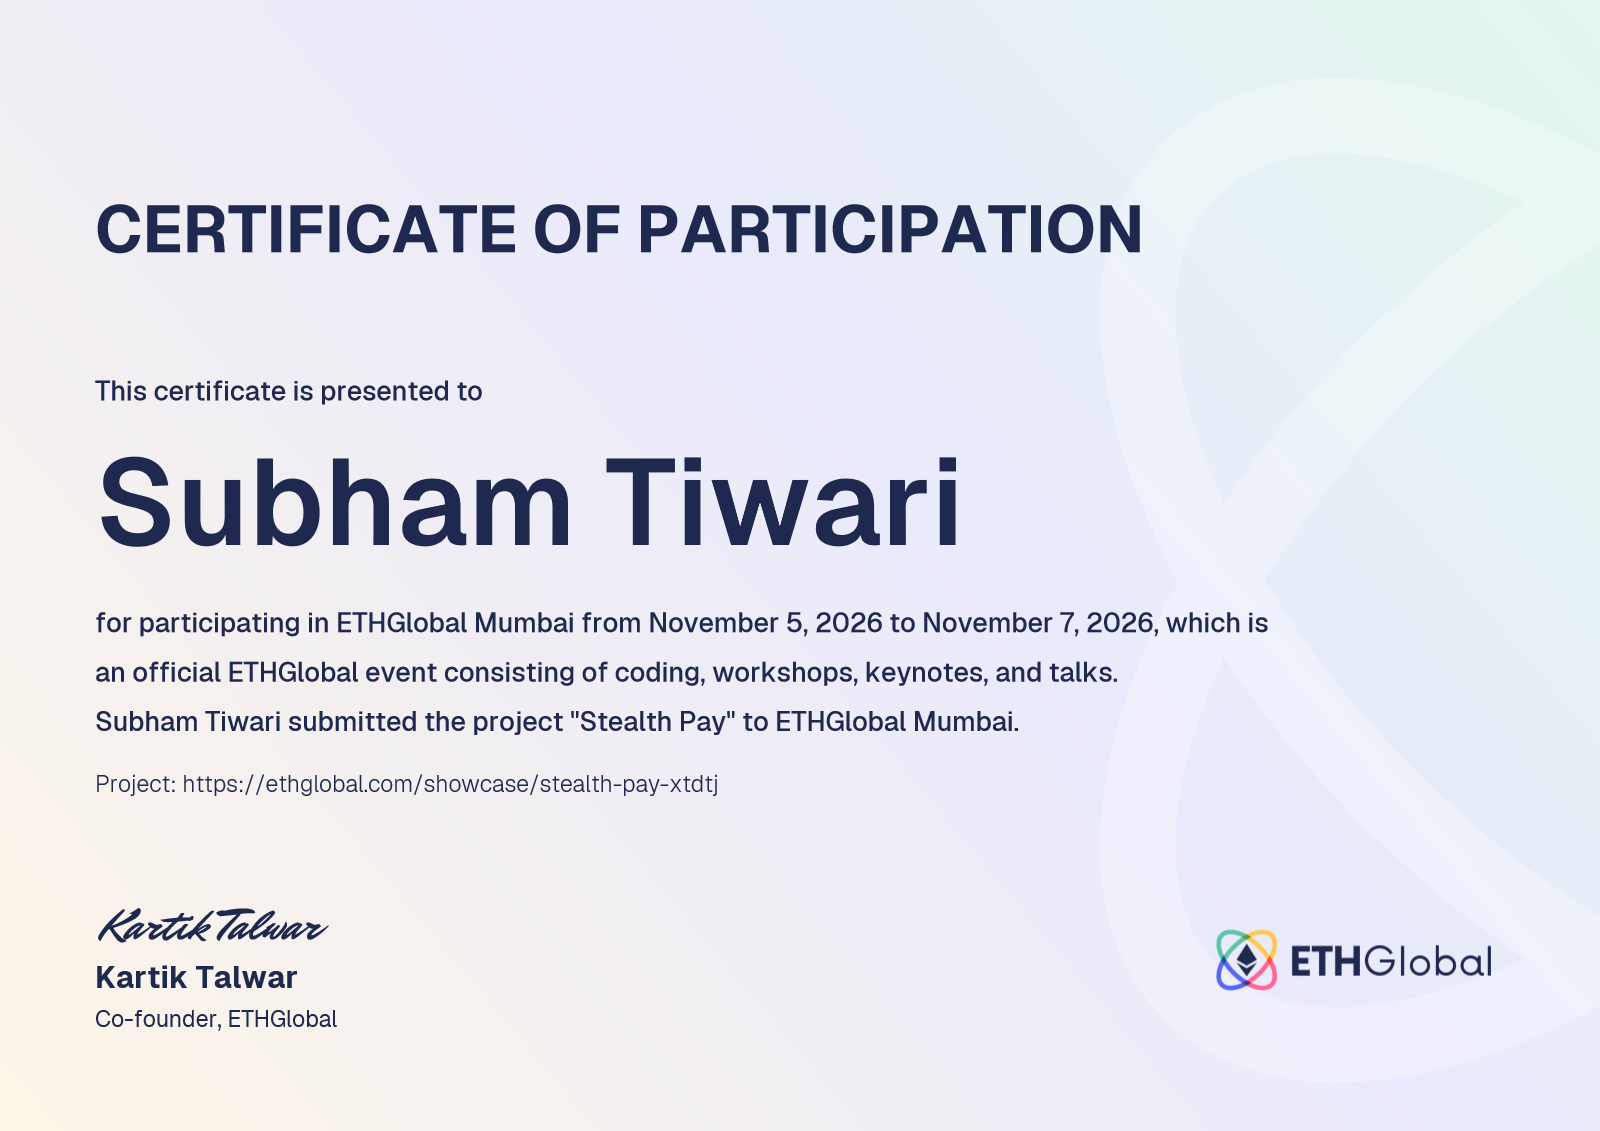 CERTIFICATE OF PARTICIPATION
This certificate is presented to
Subham Tiwari
for participating in ETHGlobal Mumbai from November 5, 2026 to November 7, 2026, which is
an official ETHGlobal event consisting of coding, workshops, keynotes, and talks.
Subham Tiwari submitted the project "Stealth Pay" to ETHGlobal Mumbai.
Project: https://ethglobal.com/showcase/stealth-pay-xtdtj
Kartik Talwar
Kartik Talwar
Co-founder, ETHGlobal
ETHGlobal